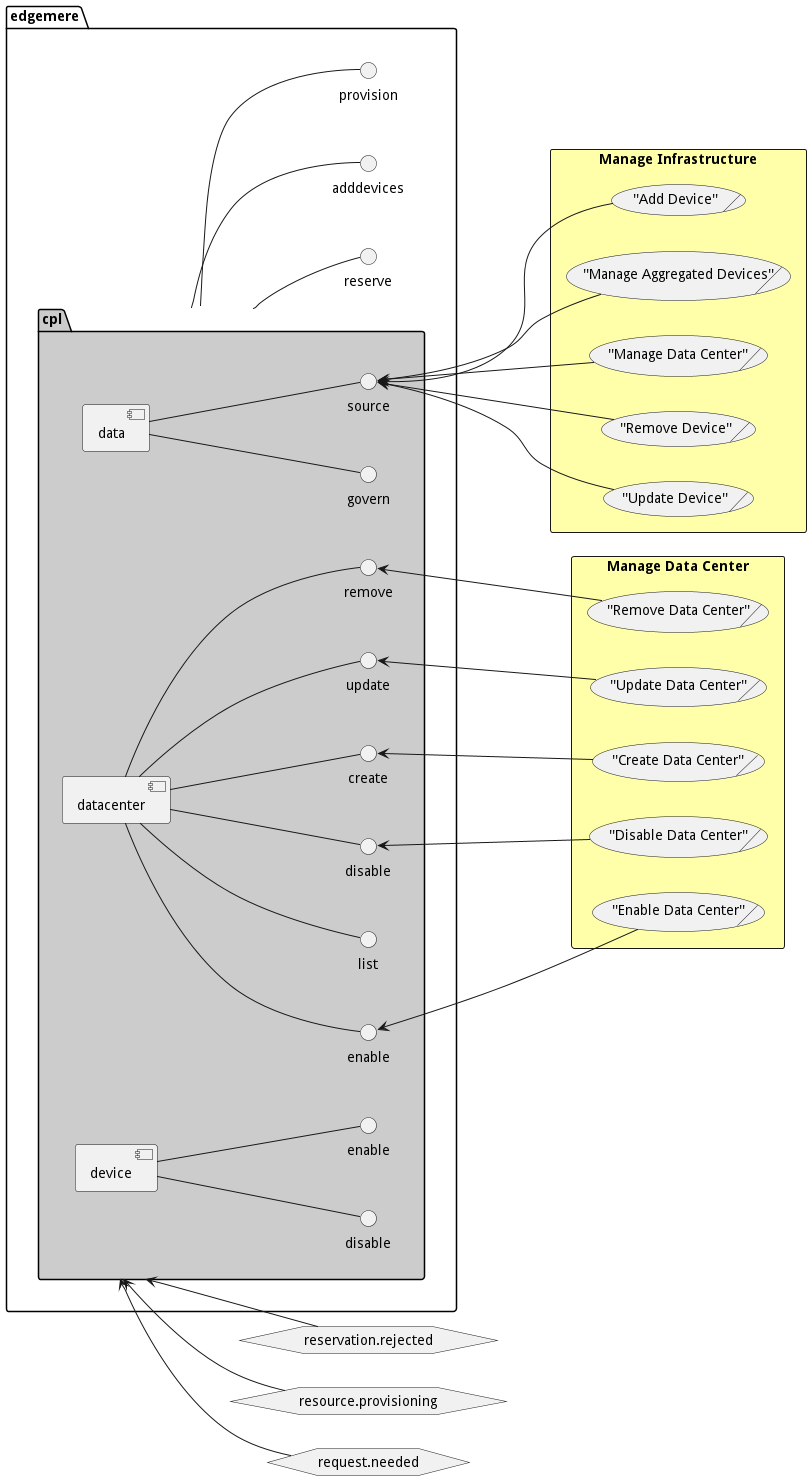 edgemere
provision
adddevices
reserve
cpl
data
source
govern
remove
update
datacenter
create
disable
list
enable
device
enable
disable
Manage Infrastructure
"Add Device"
"Manage Aggregated Devices"
"Manage Data Center"
"Remove Device"
"Update Device"
Manage Data Center
"Remove Data Center"
"Update Data Center"
"Create Data Center"
"Disable Data Center"
"Enable Data Center"
reservation.rejected
resource.provisioning
request.needed